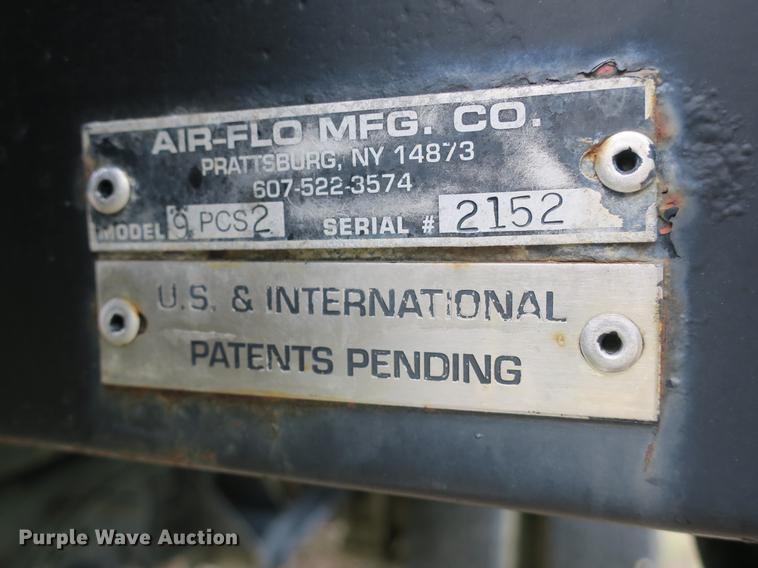 AIR-FLO MFG. CO.
PRATTSBURG, NY 14873
607-522-3574
MODEL 9 PCS2 SERIAL # 2152
U.S. & INTERNATIONAL
PATENTS PENDING
Purple Wave Auction